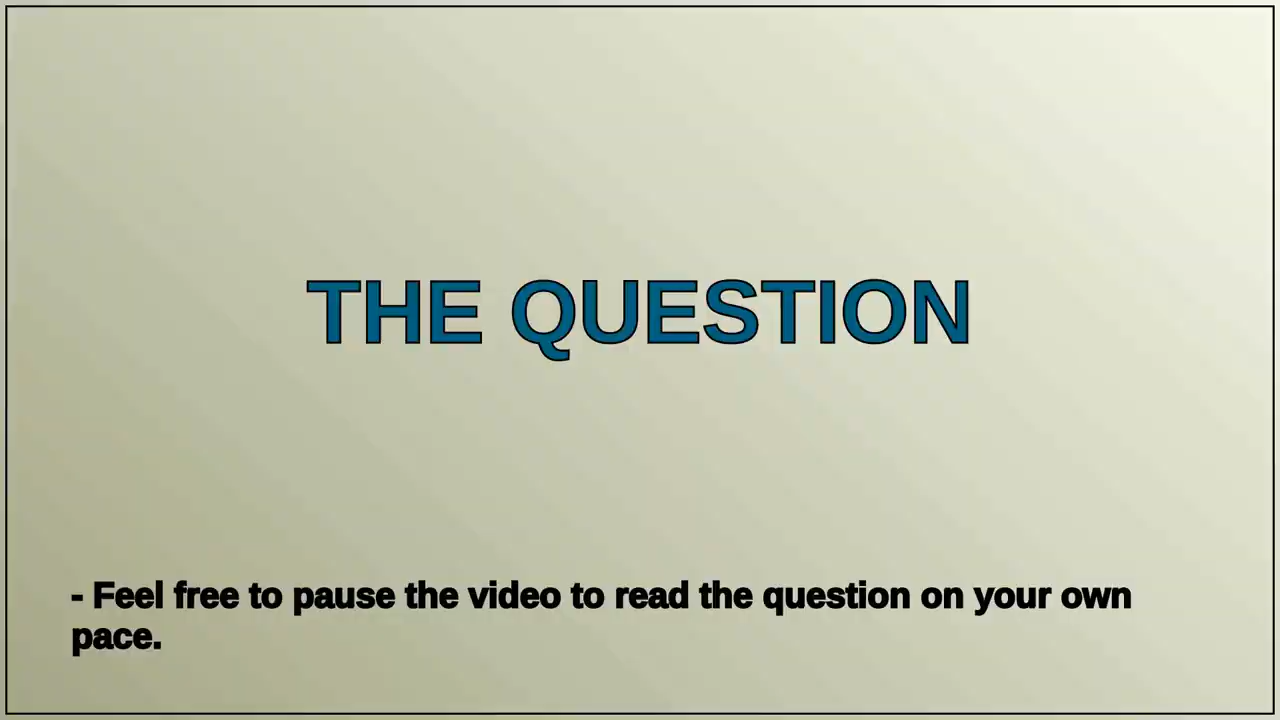 THE QUESTION
- Feel free to pause the video to read the question on your own
pace.